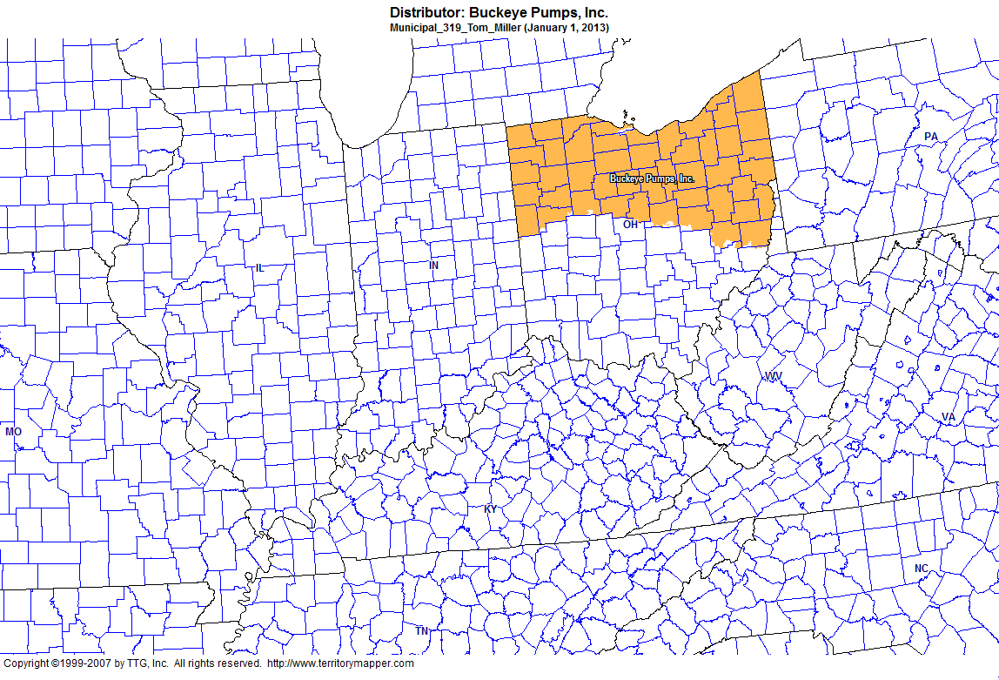 Distributor: Buckeye Pumps, Inc.
Municipal_319_Tom_Miller (January 1, 2013)
PA
Buckeye Pumps, Inc.
OH
IL
IN
WV
VA
MO
KY
NC
TN
Copyright ©1999-2007 by TTG, Inc. All rights reserved. http://www.territorymapper.com